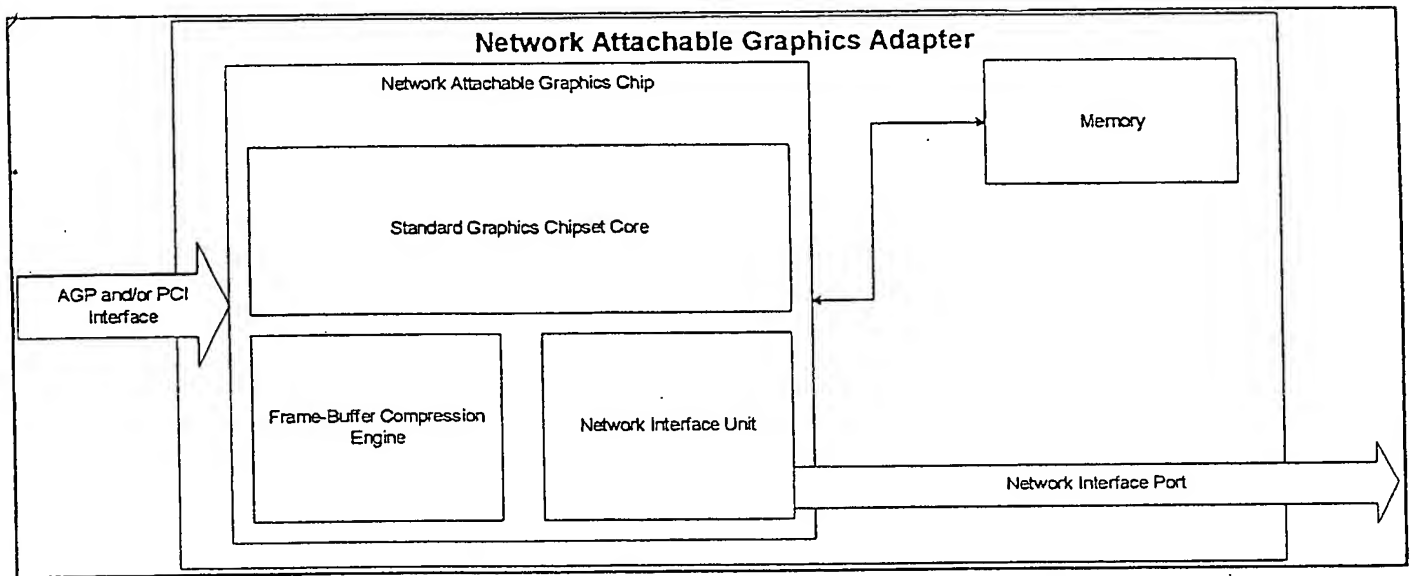 Network Attachable Graphics Adapter
Network Attachable Graphics Chip
Memory
Standard Graphics Chipset Core
AGP and/or PCI
Interface
Frame-Buffer Compression
Engine
Network Interface Unit
Network Interface Port